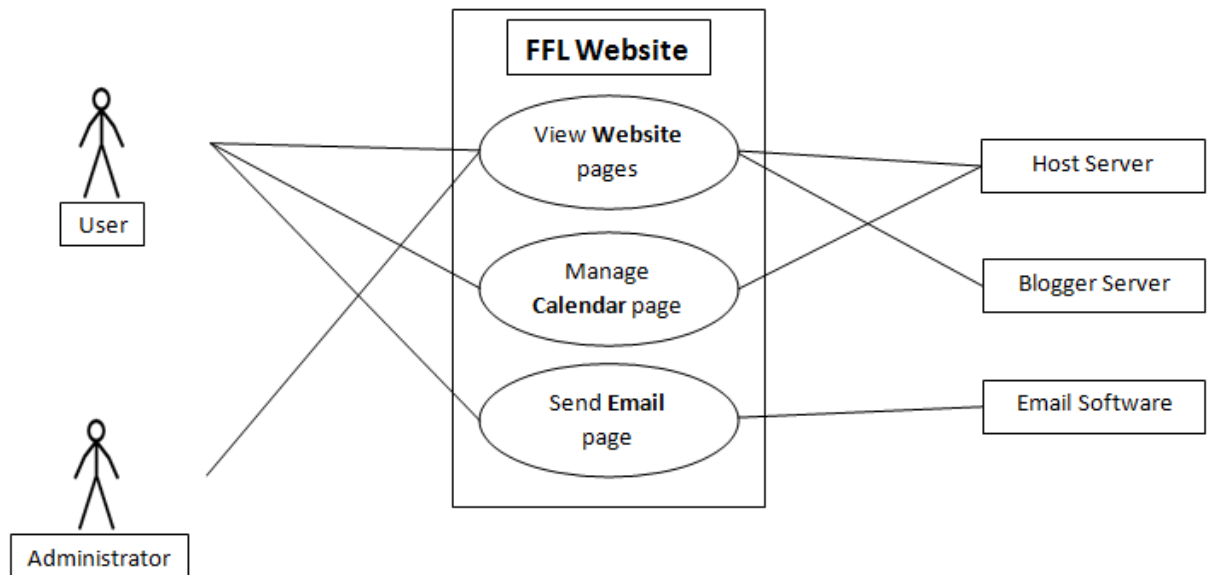 FFL Website
View Website
pages
Manage
Calendar page
Send Email
page
User
Administrator
Host Server
Blogger Server
Email Software